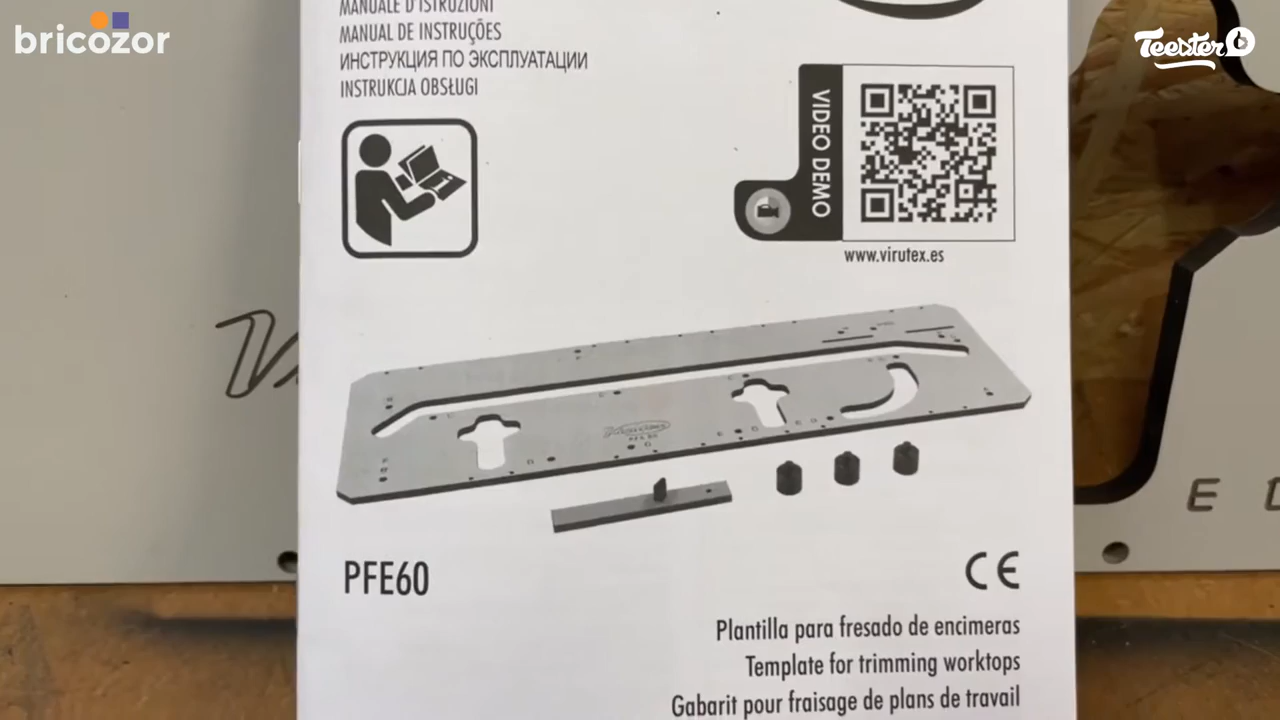 bricozor
Teester
MANUALE D'ISTRUZIONI
MANUAL DE INSTRUÇÕES
ИНСТРУКЦИЯ ПО ЭКСПЛУАТАЦИИ
INSTRUKCJA OBSŁUGI
VIDEO DEMO
www.virutex.es
PFE60
CE
Plantilla para fresado de encimeras
Template for trimming worktops
Gabarit pour fraisage de plans de travail
E